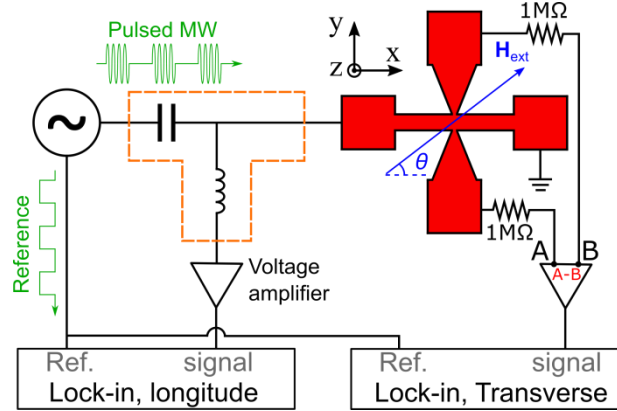 Pulsed MW
y
z
x
H_ext
1MΩ
θ
~
Reference
1MΩ
A
B
A-B
Voltage
amplifier
Ref.
signal
Lock-in, longitude
Ref.
signal
Lock-in, Transverse